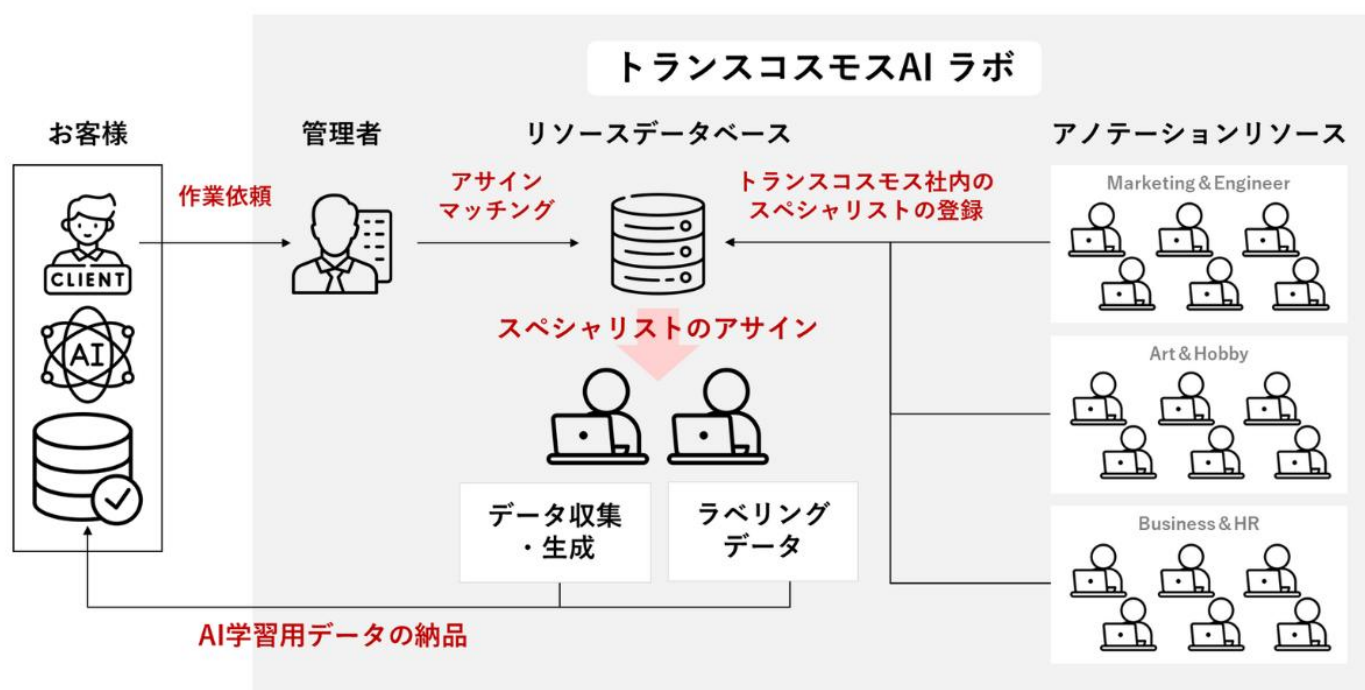 トランスコスモスAI ラボ
お客様
管理者
リソースデータベース
アノテーションリソース
作業依頼
アサイン
マッチング
トランスコスモス社内の
スペシャリストの登録
CLIENT
AI
Marketing & Engineer
スペシャリストのアサイン
Art & Hobby
データ収集
・生成
ラベリング
データ
Business & HR
AI学習用データの納品